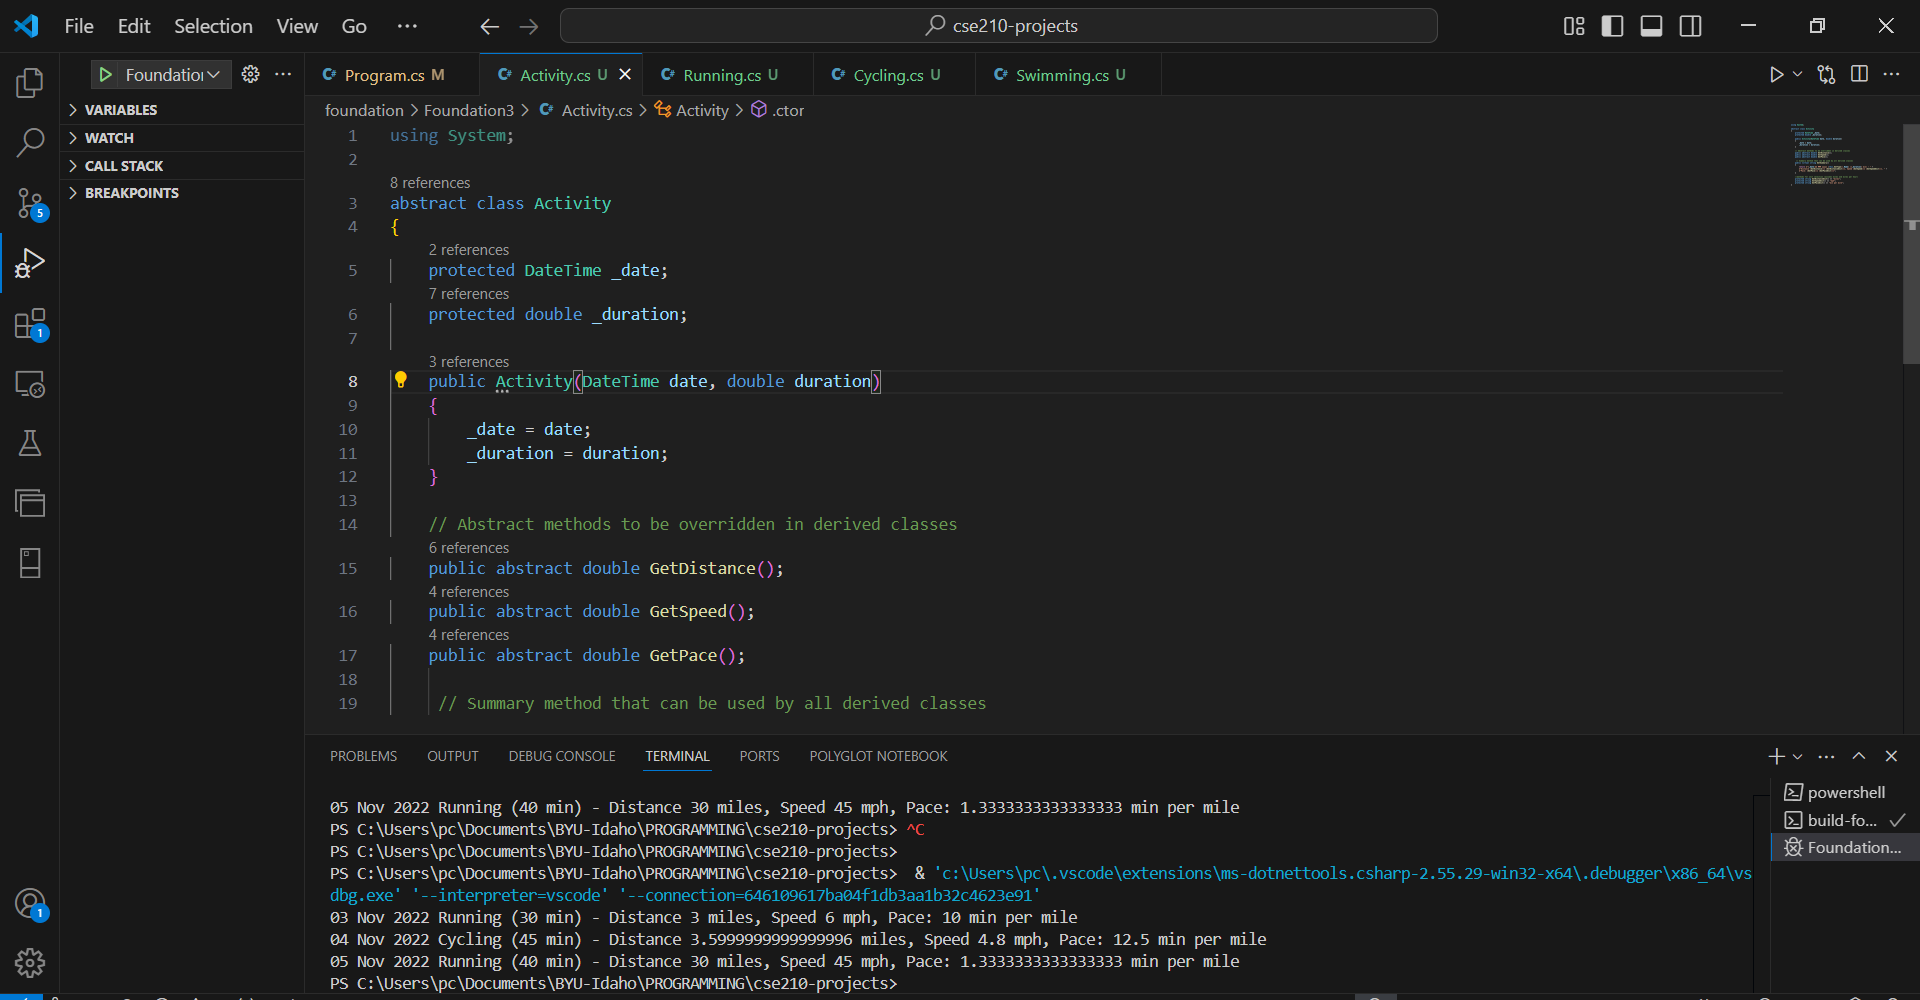 File Edit Selection View Go ··· cse210-projects
Foundatio ···
VARIABLES
WATCH
CALL STACK
BREAKPOINTS
5
1
1
C# Program.cs M C# Activity.cs U C# Running.cs U C# Cycling.cs U C# Swimming.cs U
foundation > Foundation3 > C# Activity.cs > Activity > .ctor
1 using System;
2
8 references
3 abstract class Activity
4 {
2 references
5 protected DateTime _date;
7 references
6 protected double _duration;
7
3 references
8 public Activity(DateTime date, double duration)
9 {
10 _date = date;
11 _duration = duration;
12 }
13
14 // Abstract methods to be overridden in derived classes
6 references
15 public abstract double GetDistance();
4 references
16 public abstract double GetSpeed();
4 references
17 public abstract double GetPace();
18
19 // Summary method that can be used by all derived classes
PROBLEMS OUTPUT DEBUG CONSOLE TERMINAL PORTS POLYGLOT NOTEBOOK
05 Nov 2022 Running (40 min) - Distance 30 miles, Speed 45 mph, Pace: 1.3333333333333333 min per mile
PS C:\Users\pc\Documents\BYU-Idaho\PROGRAMMING\cse210-projects> ^C
PS C:\Users\pc\Documents\BYU-Idaho\PROGRAMMING\cse210-projects>
PS C:\Users\pc\Documents\BYU-Idaho\PROGRAMMING\cse210-projects> & 'c:\Users\pc\.vscode\extensions\ms-dotnettools.csharp-2.55.29-win32-x64\.debugger\x86_64\vs
dbg.exe' '--interpreter=vscode' '--connection=646109617ba04f1db3aa1b32c4623e91'
03 Nov 2022 Running (30 min) - Distance 3 miles, Speed 6 mph, Pace: 10 min per mile
04 Nov 2022 Cycling (45 min) - Distance 3.5999999999999996 miles, Speed 4.8 mph, Pace: 12.5 min per mile
05 Nov 2022 Running (40 min) - Distance 30 miles, Speed 45 mph, Pace: 1.3333333333333333 min per mile
PS C:\Users\pc\Documents\BYU-Idaho\PROGRAMMING\cse210-projects>
powershell
build-fo...
Foundation...